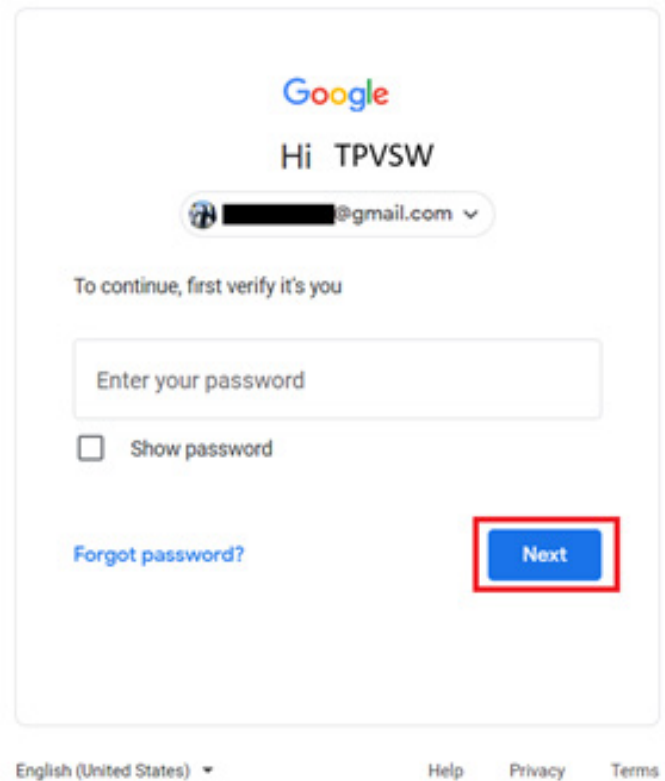 Google
Hi TPVSW
@gmail.com
To continue, first verify it's you
Enter your password
Show password
Forgot password?
Next
English (United States)
Help Privacy Terms